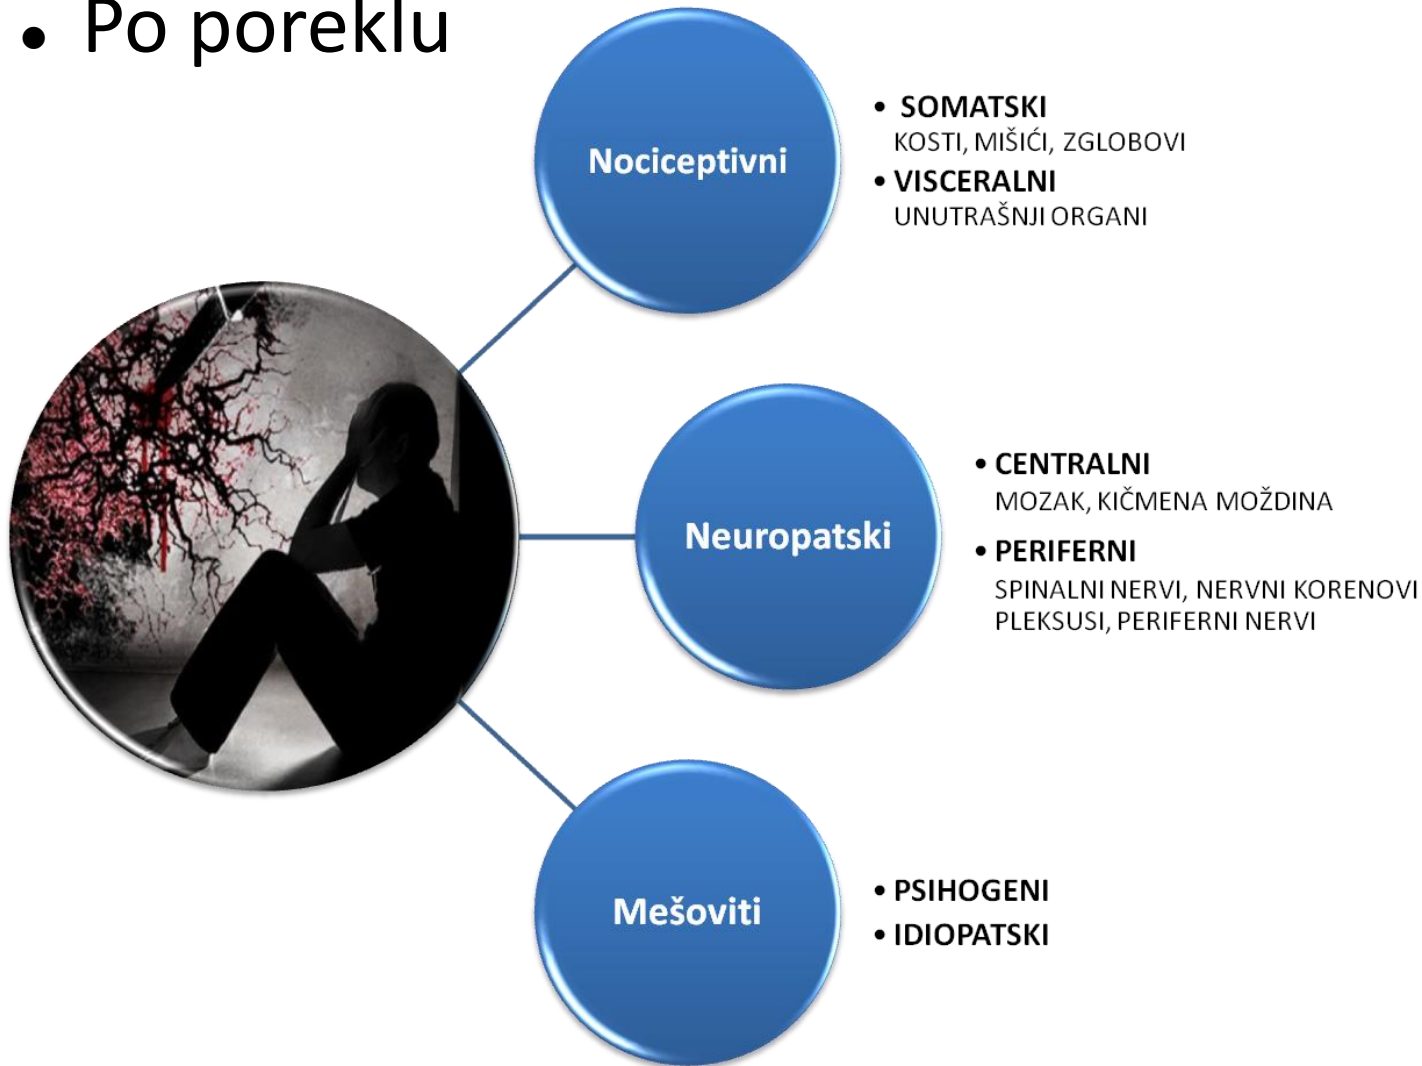 • Po poreklu
Nociceptivni
• SOMATSKI
KOSTI, MIŠIĆI, ZGLOBOVI
• VISCERALNI
UNUTRAŠNJI ORGANI
Neuropatski
• CENTRALNI
MOZAK, KIČMENA MOŽDINA
• PERIFERNI
SPINALNI NERVI, NERVNI KORENOVI
PLEKSUSI, PERIFERNI NERVI
Mešoviti
• PSIHOGENI
• IDIOPATSKI